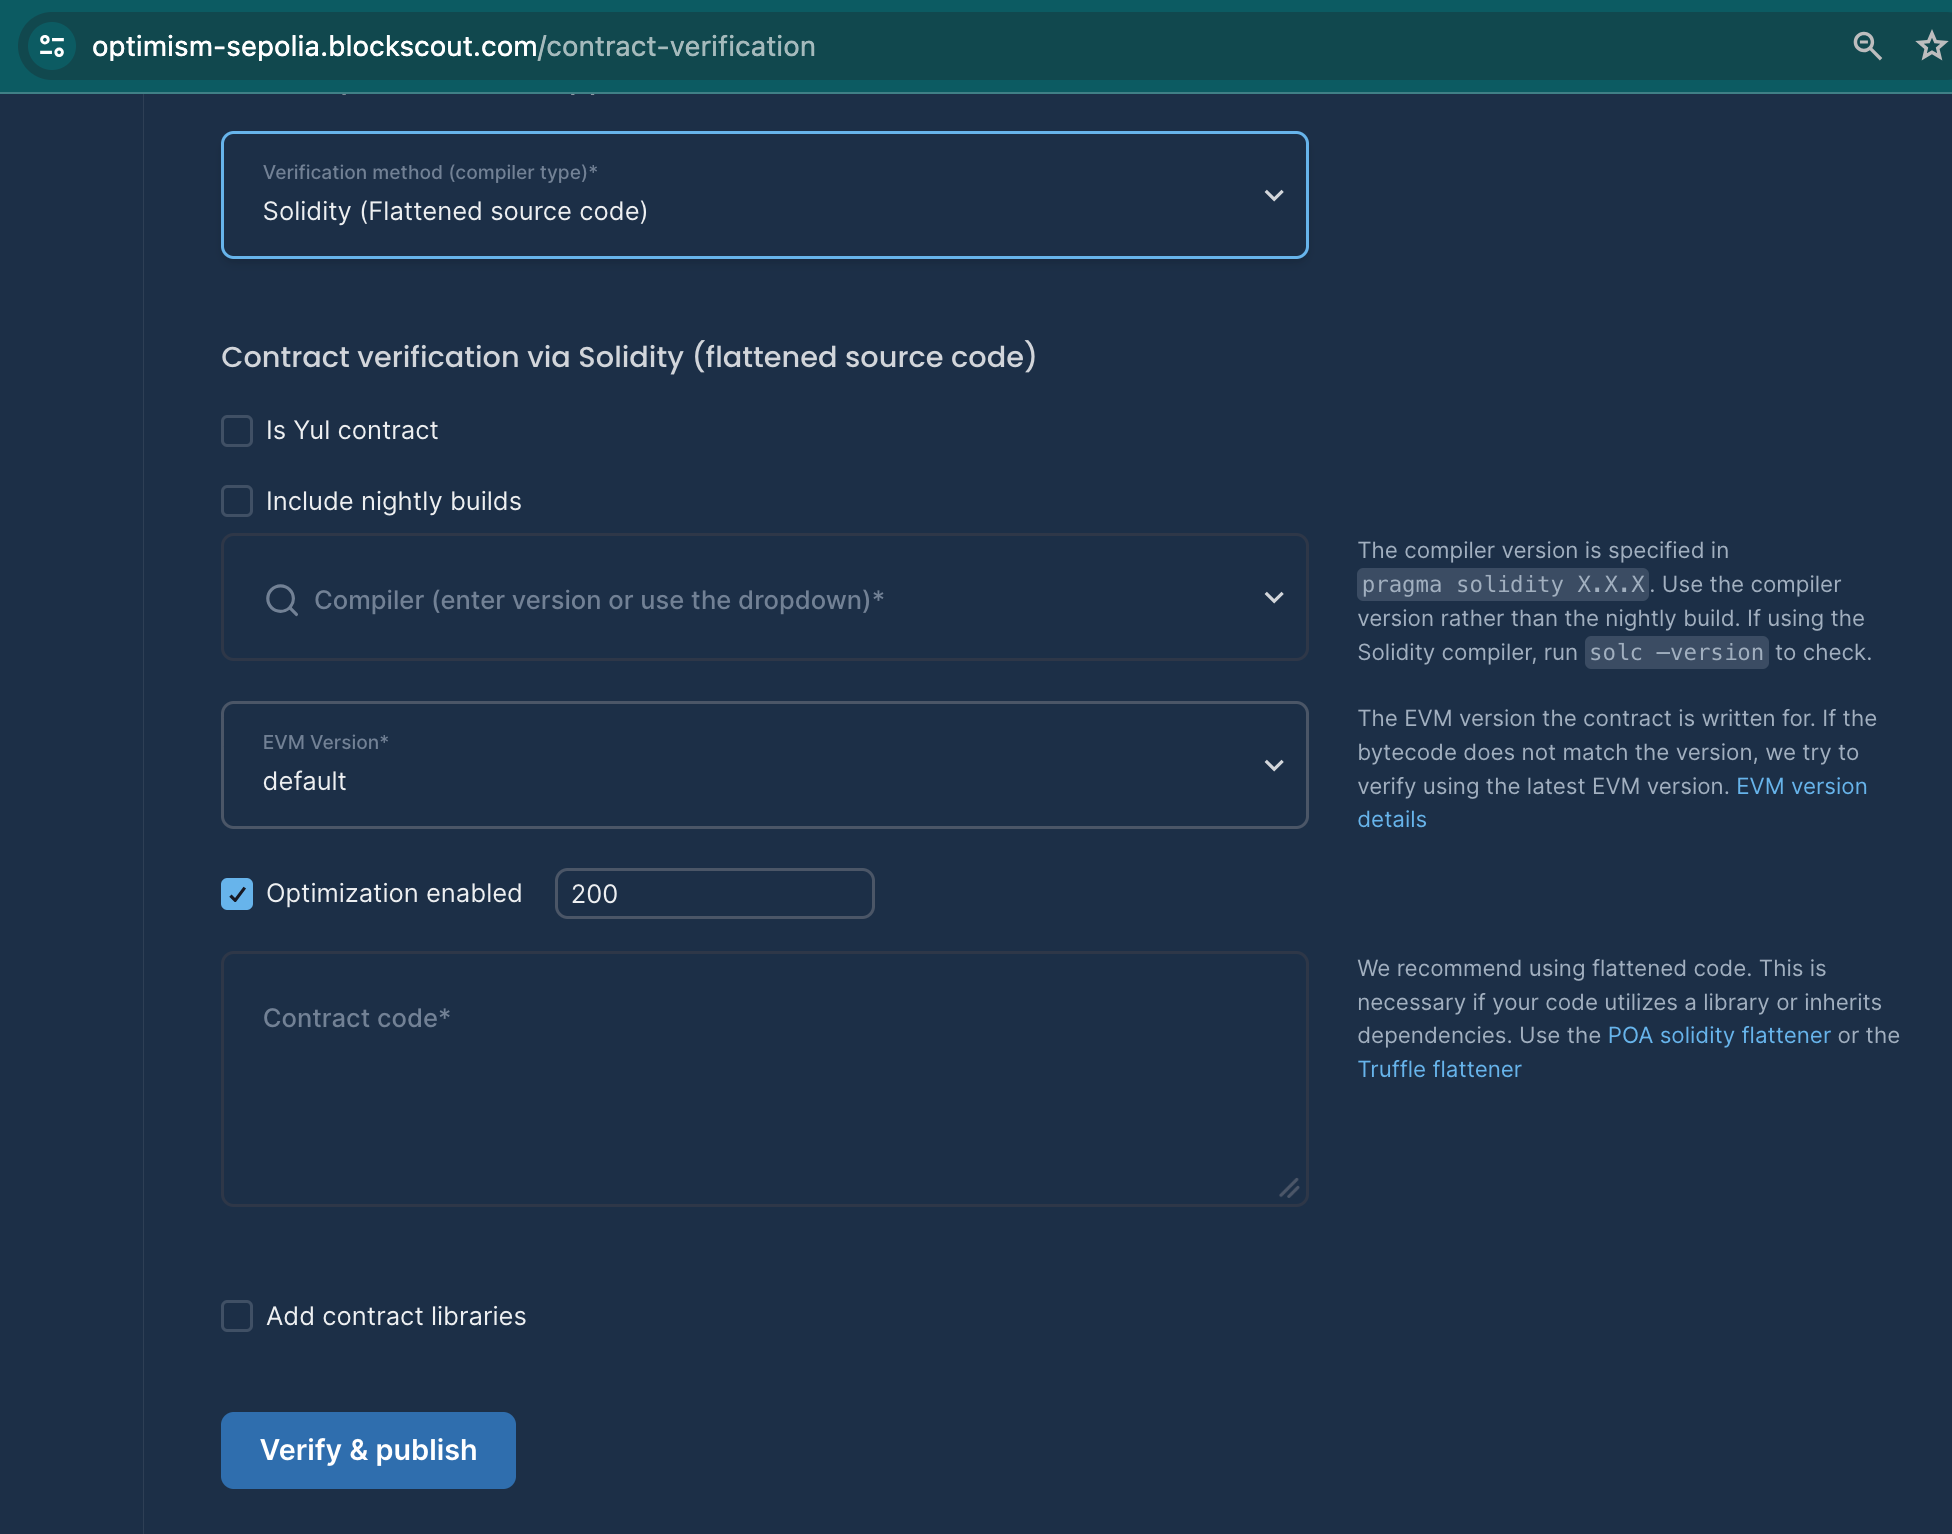 optimism-sepolia.blockscout.com/contract-verification
Verification method (compiler type)*
Solidity (Flattened source code)
Contract verification via Solidity (flattened source code)
Is Yul contract
Include nightly builds
Compiler (enter version or use the dropdown)*
The compiler version is specified in
pragma solidity X.X.X. Use the compiler
version rather than the nightly build. If using the
Solidity compiler, run solc —version to check.
EVM Version*
default
The EVM version the contract is written for. If the
bytecode does not match the version, we try to
verify using the latest EVM version. EVM version
details
Optimization enabled
200
Contract code*
We recommend using flattened code. This is
necessary if your code utilizes a library or inherits
dependencies. Use the POA solidity flattener or the
Truffle flattener
Add contract libraries
Verify & publish